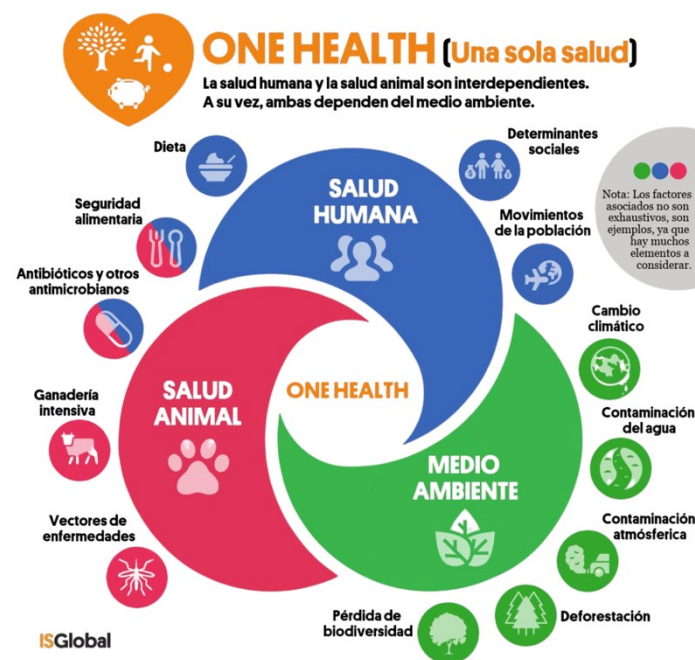 ONE HEALTH (Una sola salud)
La salud humana y la salud animal son interdependientes.
A su vez, ambas dependen del medio ambiente.
Dieta
Determinantes
sociales
Seguridad
alimentaria
SALUD
HUMANA
Nota: Los factores
asociados no son
exhaustivos, son
ejemplos, ya que
hay muchos
elementos a
considerar.
Movimientos
de la población
Antibióticos y otros
antimicrobianos
Cambio
climático
Ganadería
intensiva
SALUD
ANIMAL
ONE HEALTH
Contaminación
del agua
MEDIO
AMBIENTE
Vectores de
enfermedades
Contaminación
atmósferica
Pérdida de
biodiversidad
Deforestación
ISGlobal